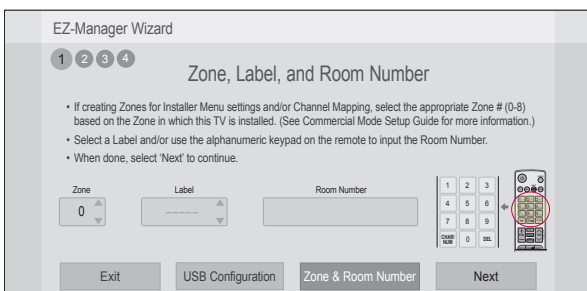 EZ-Manager Wizard
1 2 3 4
Zone, Label, and Room Number
• If creating Zones for Installer Menu settings and/or Channel Mapping, select the appropriate Zone # (0-8)
based on the Zone in which this TV is installed. (See Commercial Mode Setup Guide for more information.)
• Select a Label and/or use the alphanumeric keypad on the remote to input the Room Number.
• When done, select ‘Next’ to continue.
Zone Label Room Number
0 -----
1 2 3
4 5 6
7 8 9
CHAR/
NUM 0 DEL
Exit USB Configuration Zone & Room Number Next